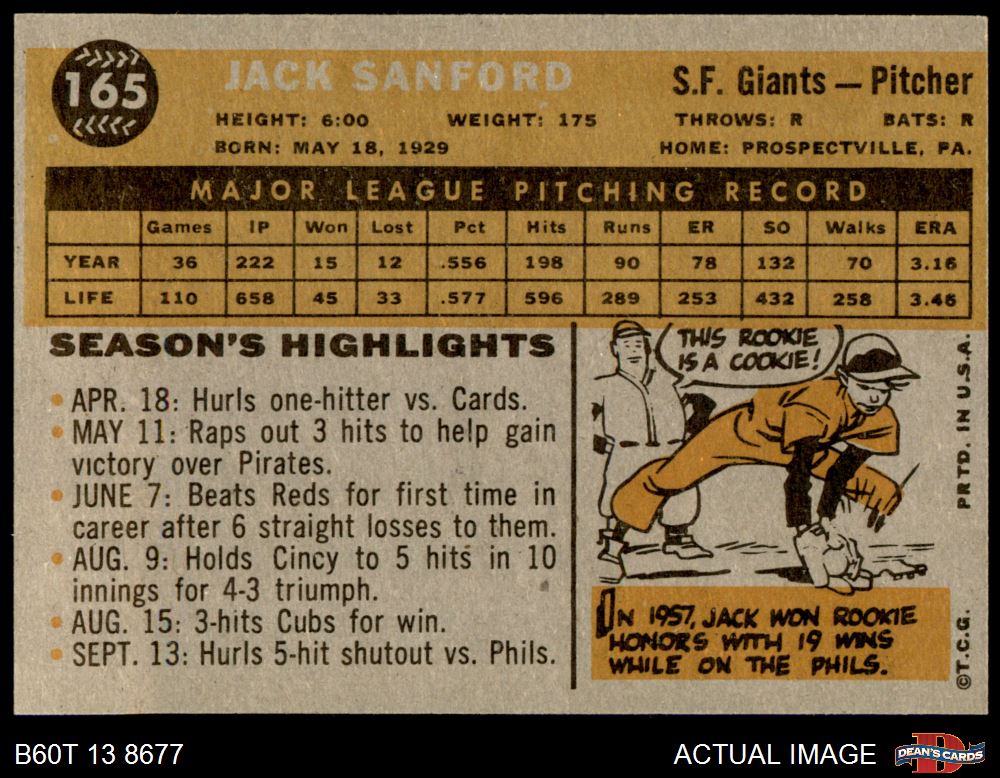 165
JACK SANFORD
S.F. Giants — Pitcher
HEIGHT: 6:00 WEIGHT: 175 THROWS: R BATS: R
BORN: MAY 18, 1929 HOME: PROSPECTVILLE, PA.
MAJOR LEAGUE PITCHING RECORD
Games IP Won Lost Pct Hits Runs ER SO Walks ERA
YEAR 36 222 15 12 .556 198 90 78 132 70 3.16
LIFE 110 658 45 33 .577 596 289 253 432 258 3.46
SEASON'S HIGHLIGHTS
• APR. 18: Hurls one-hitter vs. Cards.
• MAY 11: Raps out 3 hits to help gain
victory over Pirates.
• JUNE 7: Beats Reds for first time in
career after 6 straight losses to them.
• AUG. 9: Holds Cincy to 5 hits in 10
innings for 4-3 triumph.
• AUG. 15: 3-hits Cubs for win.
• SEPT. 13: Hurls 5-hit shutout vs. Phils.
THIS ROOKIE
IS A COOKIE!
IN 1957, JACK WON ROOKIE
HONORS WITH 19 WINS
WHILE ON THE PHILS.
©T.C.G. PRTD. IN U.S.A.
B60T 13 8677
ACTUAL IMAGE
D
DEAN'S CARDS